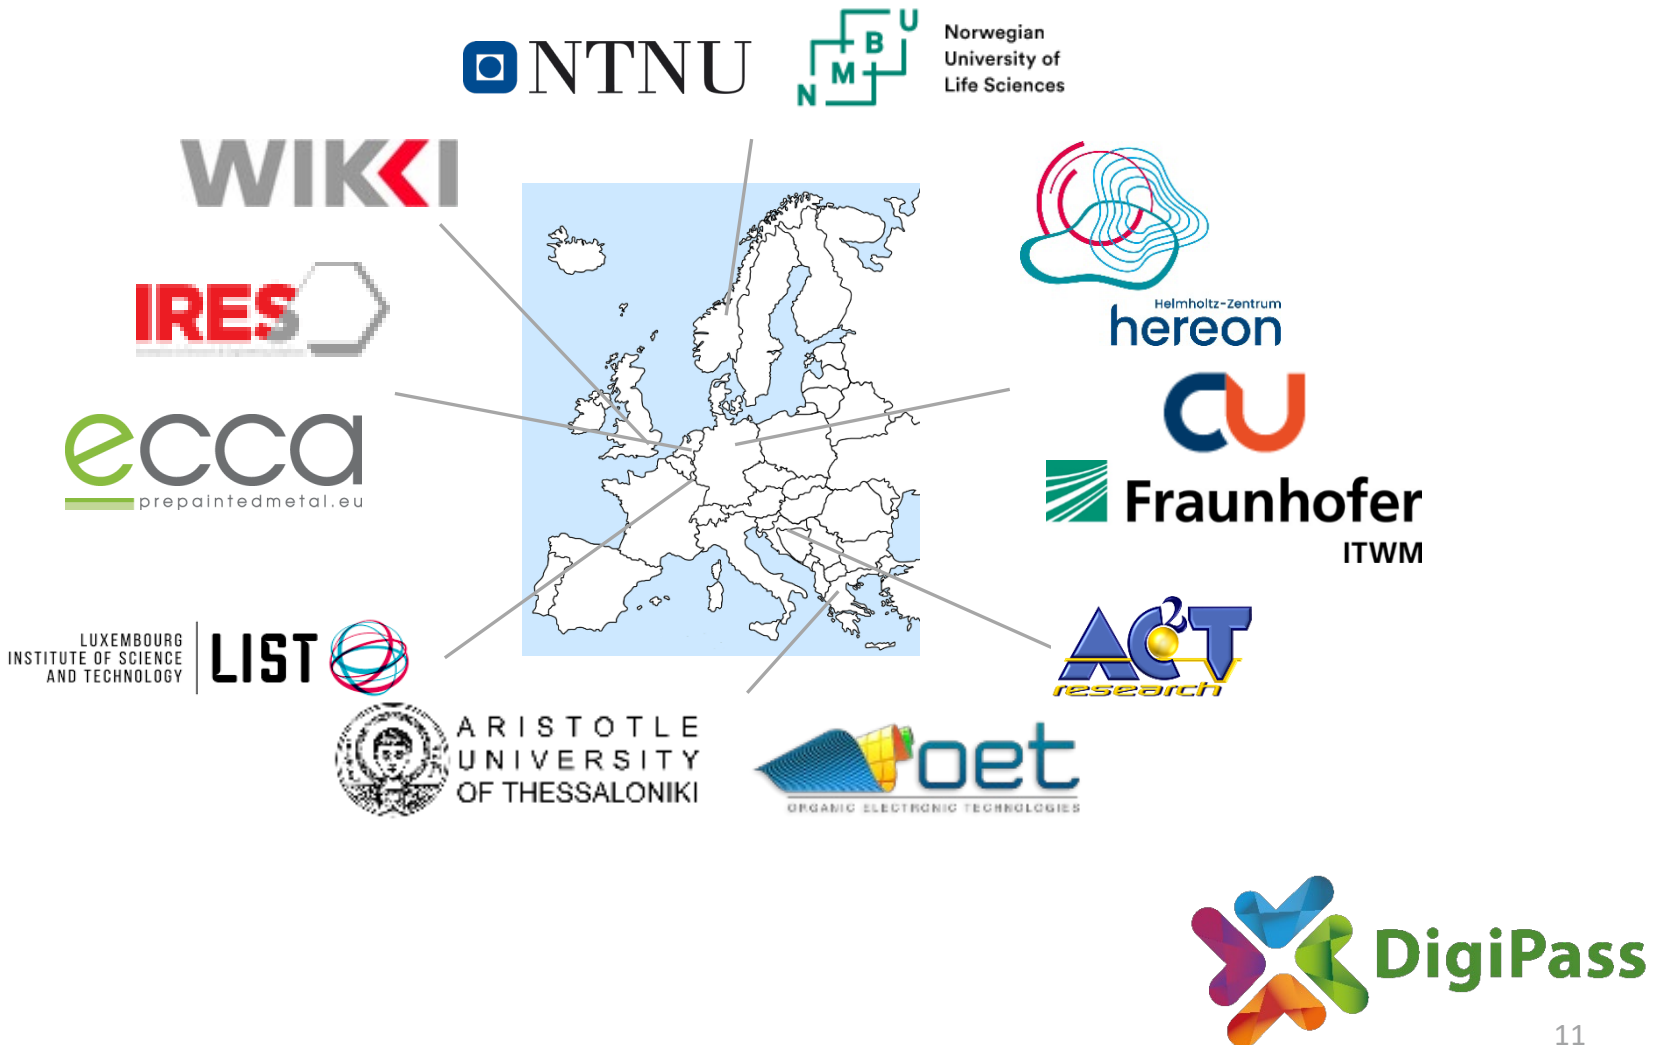 NTNU
N M B U
Norwegian
University of
Life Sciences
WIKKI
IRES
Helmholtz-Zentrum
hereon
ecca
prepaintedmetal.eu
CU
Fraunhofer
ITWM
LUXEMBOURG
INSTITUTE OF SCIENCE
AND TECHNOLOGY
LIST
AC2T
research
ARISTOTLE
UNIVERSITY
OF THESSALONIKI
oet
ORGANIC ELECTRONIC TECHNOLOGIES
DigiPass
11